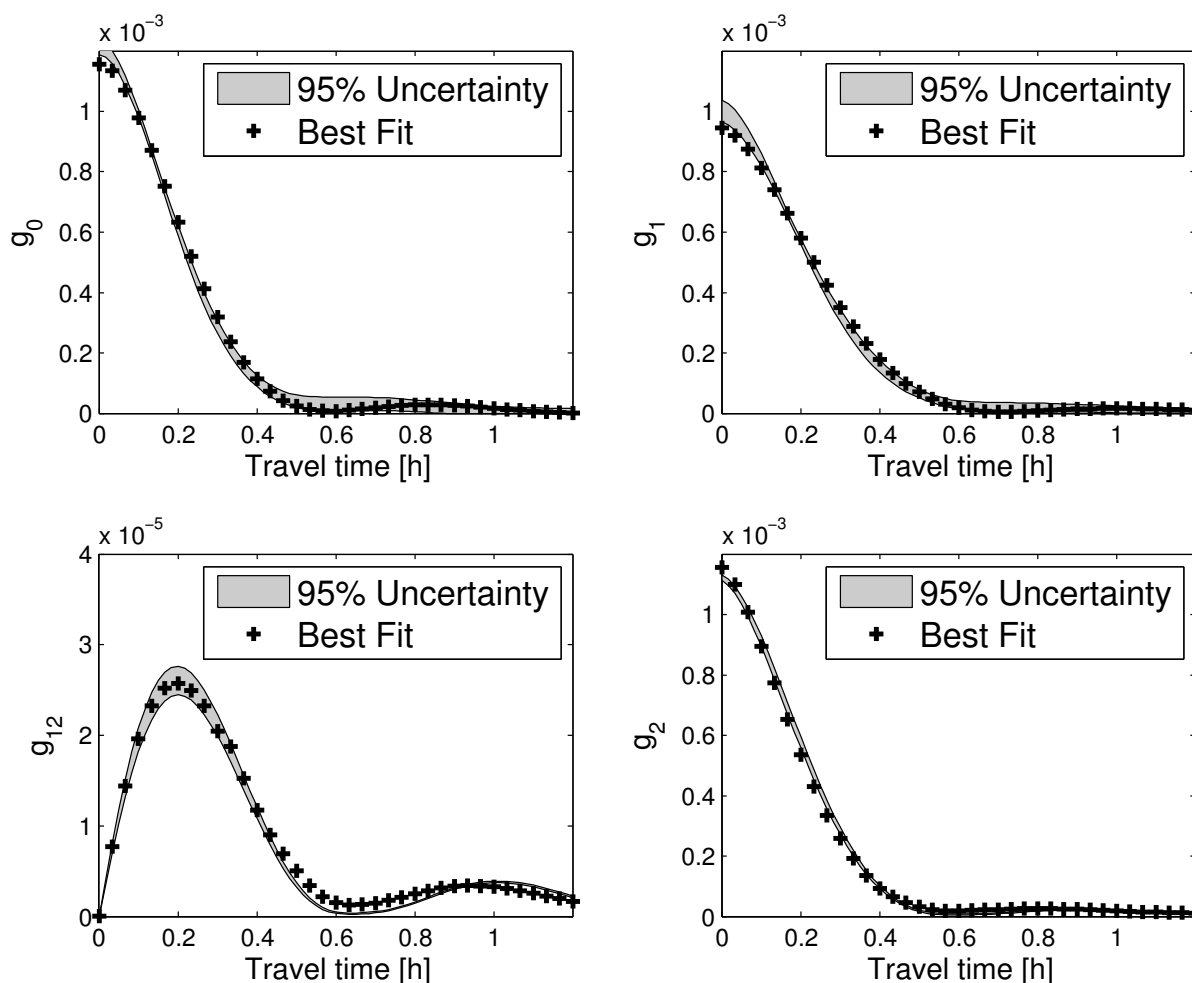 x 10⁻³
95% Uncertainty
Best Fit
1
0.8
0.6
0.4
0.2
0
g₀
0 0.2 0.4 0.6 0.8 1
Travel time [h]
x 10⁻³
95% Uncertainty
Best Fit
1
0.8
0.6
0.4
0.2
0
g₁
0 0.2 0.4 0.6 0.8 1
Travel time [h]
x 10⁻⁵
95% Uncertainty
Best Fit
4
3
2
1
0
g₁₂
0 0.2 0.4 0.6 0.8 1
Travel time [h]
x 10⁻³
95% Uncertainty
Best Fit
1
0.8
0.6
0.4
0.2
0
g₂
0 0.2 0.4 0.6 0.8 1
Travel time [h]